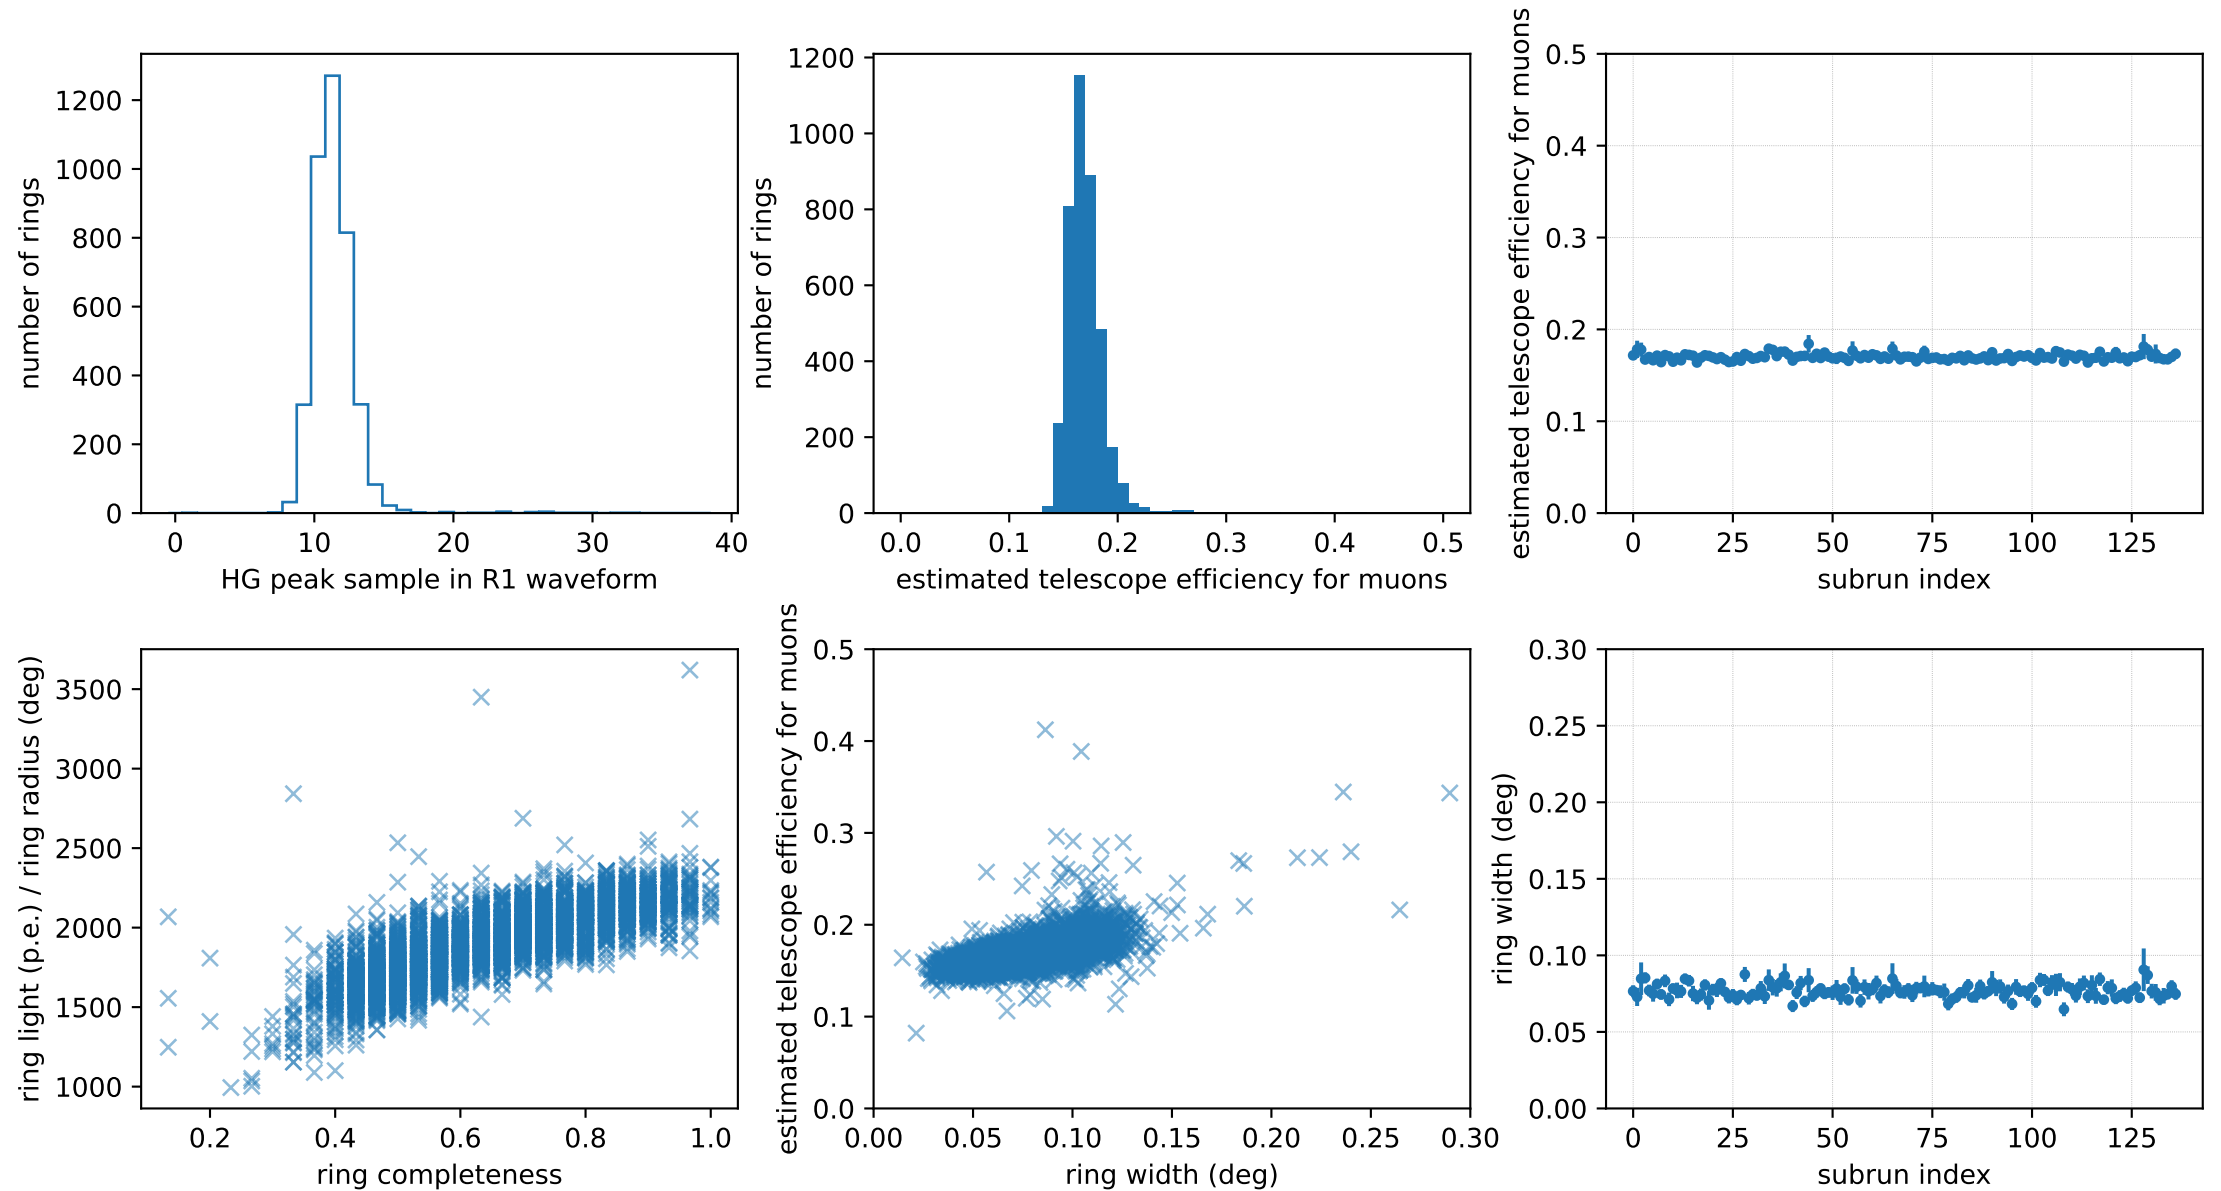 number of rings
1200
1000
800
600
400
200
0
0 10 20 30 40
HG peak sample in R1 waveform
number of rings
1200
1000
800
600
400
200
0
0.0 0.1 0.2 0.3 0.4 0.5
estimated telescope efficiency for muons
estimated telescope efficiency for muons
0.5
0.4
0.3
0.2
0.1
0.0
0 25 50 75 100 125
subrun index
ring light (p.e.) / ring radius (deg)
3500
3000
2500
2000
1500
1000
0.2 0.4 0.6 0.8 1.0
ring completeness
estimated telescope efficiency for muons
0.5
0.4
0.3
0.2
0.1
0.0
0.00 0.05 0.10 0.15 0.20 0.25 0.30
ring width (deg)
ring width (deg)
0.30
0.25
0.20
0.15
0.10
0.05
0.00
0 25 50 75 100 125
subrun index